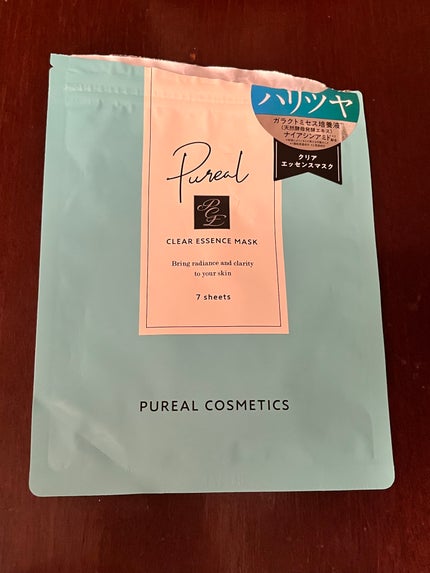 ハリツヤ
ガラクトミセス培養液
(天然酵母発酵エキス)
ナイアシンアミド
クリア
エッセンスマスク
Pureal
PCE
CLEAR ESSENCE MASK
Bring radiance and clarity
to your skin
7 sheets
PUREAL COSMETICS